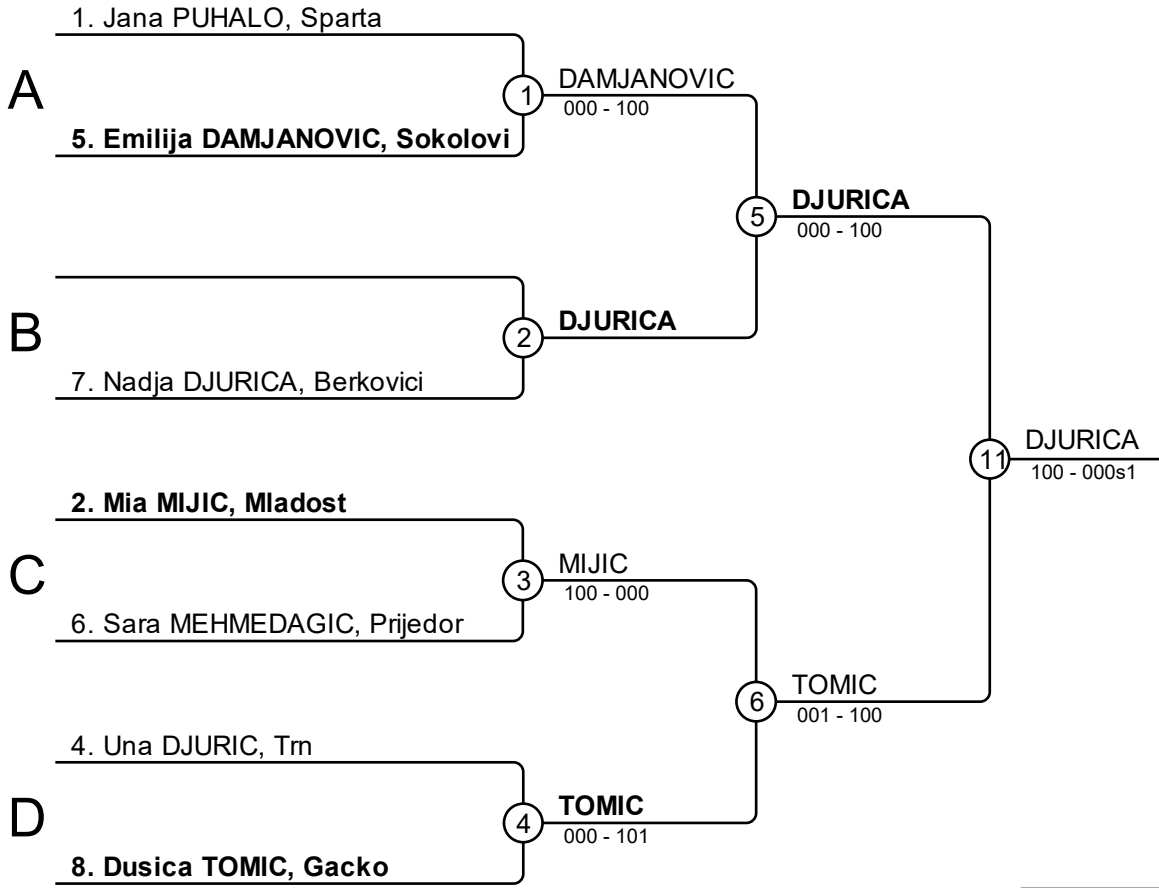 1. Jana PUHALO, Sparta
A
1
DAMJANOVIC
000 - 100
5. Emilija DAMJANOVIC, Sokolovi
5
DJURICA
000 - 100
B
2
DJURICA
7. Nadja DJURICA, Berkovici
11
DJURICA
100 - 000s1
2. Mia MIJIC, Mladost
C
3
MIJIC
100 - 000
6. Sara MEHMEDAGIC, Prijedor
6
TOMIC
001 - 100
4. Una DJURIC, Trn
D
4
TOMIC
000 - 101
8. Dusica TOMIC, Gacko